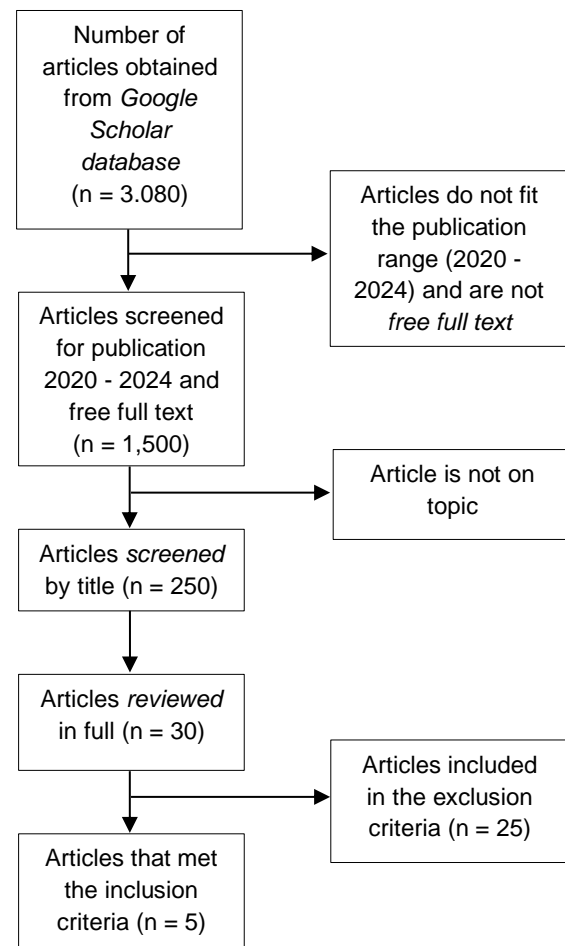 Number of
articles obtained
from Google
Scholar
database
(n = 3.080)
Articles do not fit
the publication
range (2020 -
2024) and are not
free full text
Articles screened
for publication
2020 - 2024 and
free full text
(n = 1,500)
Article is not on
topic
Articles screened
by title (n = 250)
Articles reviewed
in full (n = 30)
Articles included
in the exclusion
criteria (n = 25)
Articles that met
the inclusion
criteria (n = 5)